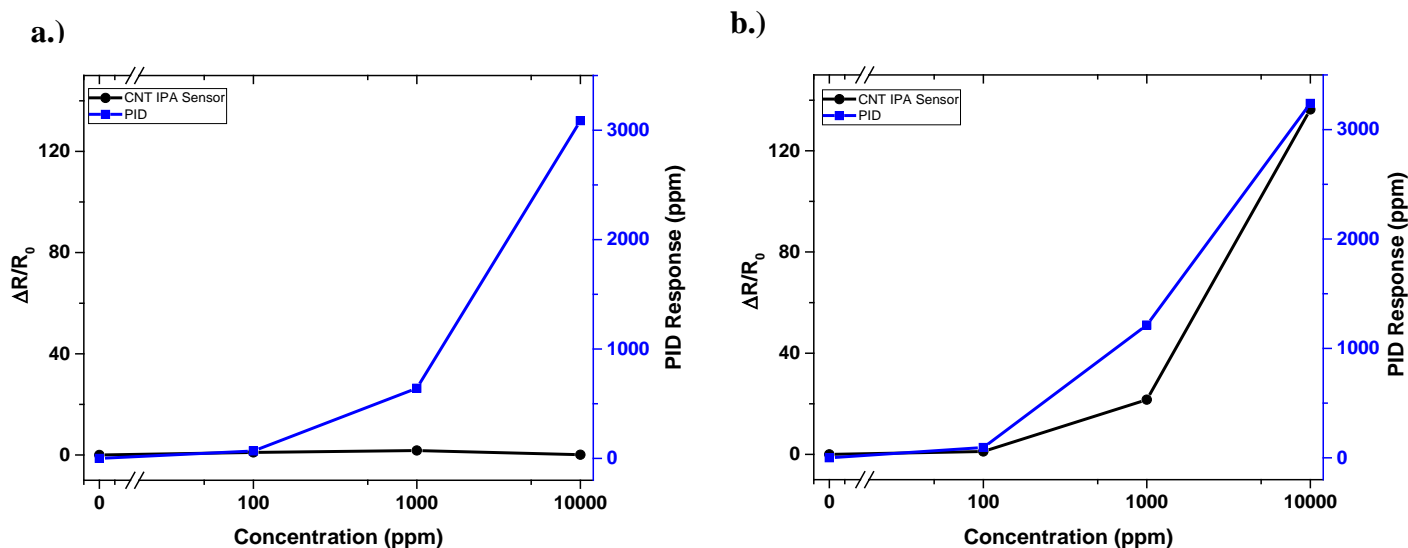 a.)
CNT IPA Sensor
PID
120
80
40
0
ΔR/R0
3000
2000
1000
0
PID Response (ppm)
0 100 1000 10000
Concentration (ppm)
b.)
CNT IPA Sensor
PID
120
80
40
0
ΔR/R0
3000
2000
1000
0
PID Response (ppm)
0 100 1000 10000
Concentration (ppm)